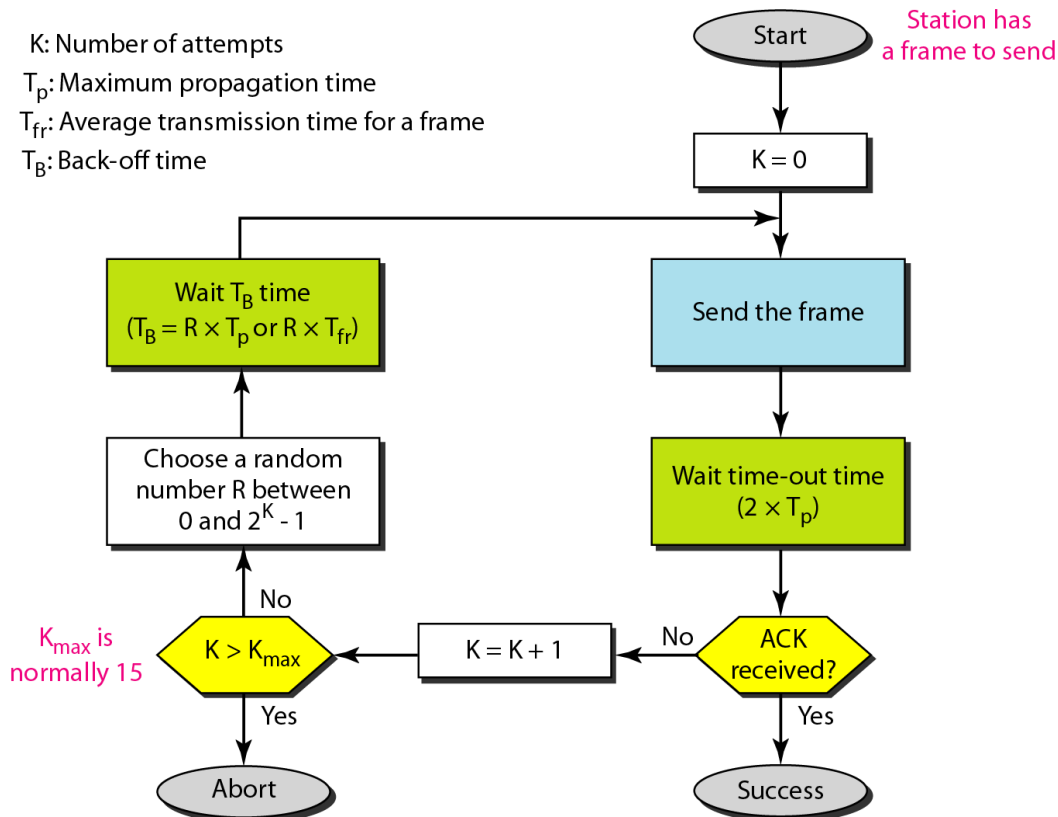 K: Number of attempts
Tp: Maximum propagation time
Tfr: Average transmission time for a frame
TB: Back-off time
Start
Station has
a frame to send
K = 0
Send the frame
Wait time-out time
(2 × Tp)
ACK
received?
No
Yes
Success
K = K + 1
K > Kmax
Kmax is
normally 15
No
Yes
Abort
Choose a random
number R between
0 and 2^K - 1
Wait TB time
(TB = R × Tp or R × Tfr)